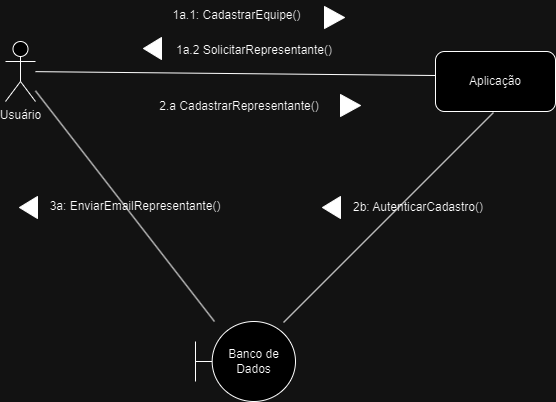 1a.1: CadastrarEquipe()
1a.2 SolicitarRepresentante()
Aplicação
2.a CadastrarRepresentante()
Usuário
3a: EnviarEmailRepresentante()
2b: AutenticarCadastro()
Banco de
Dados